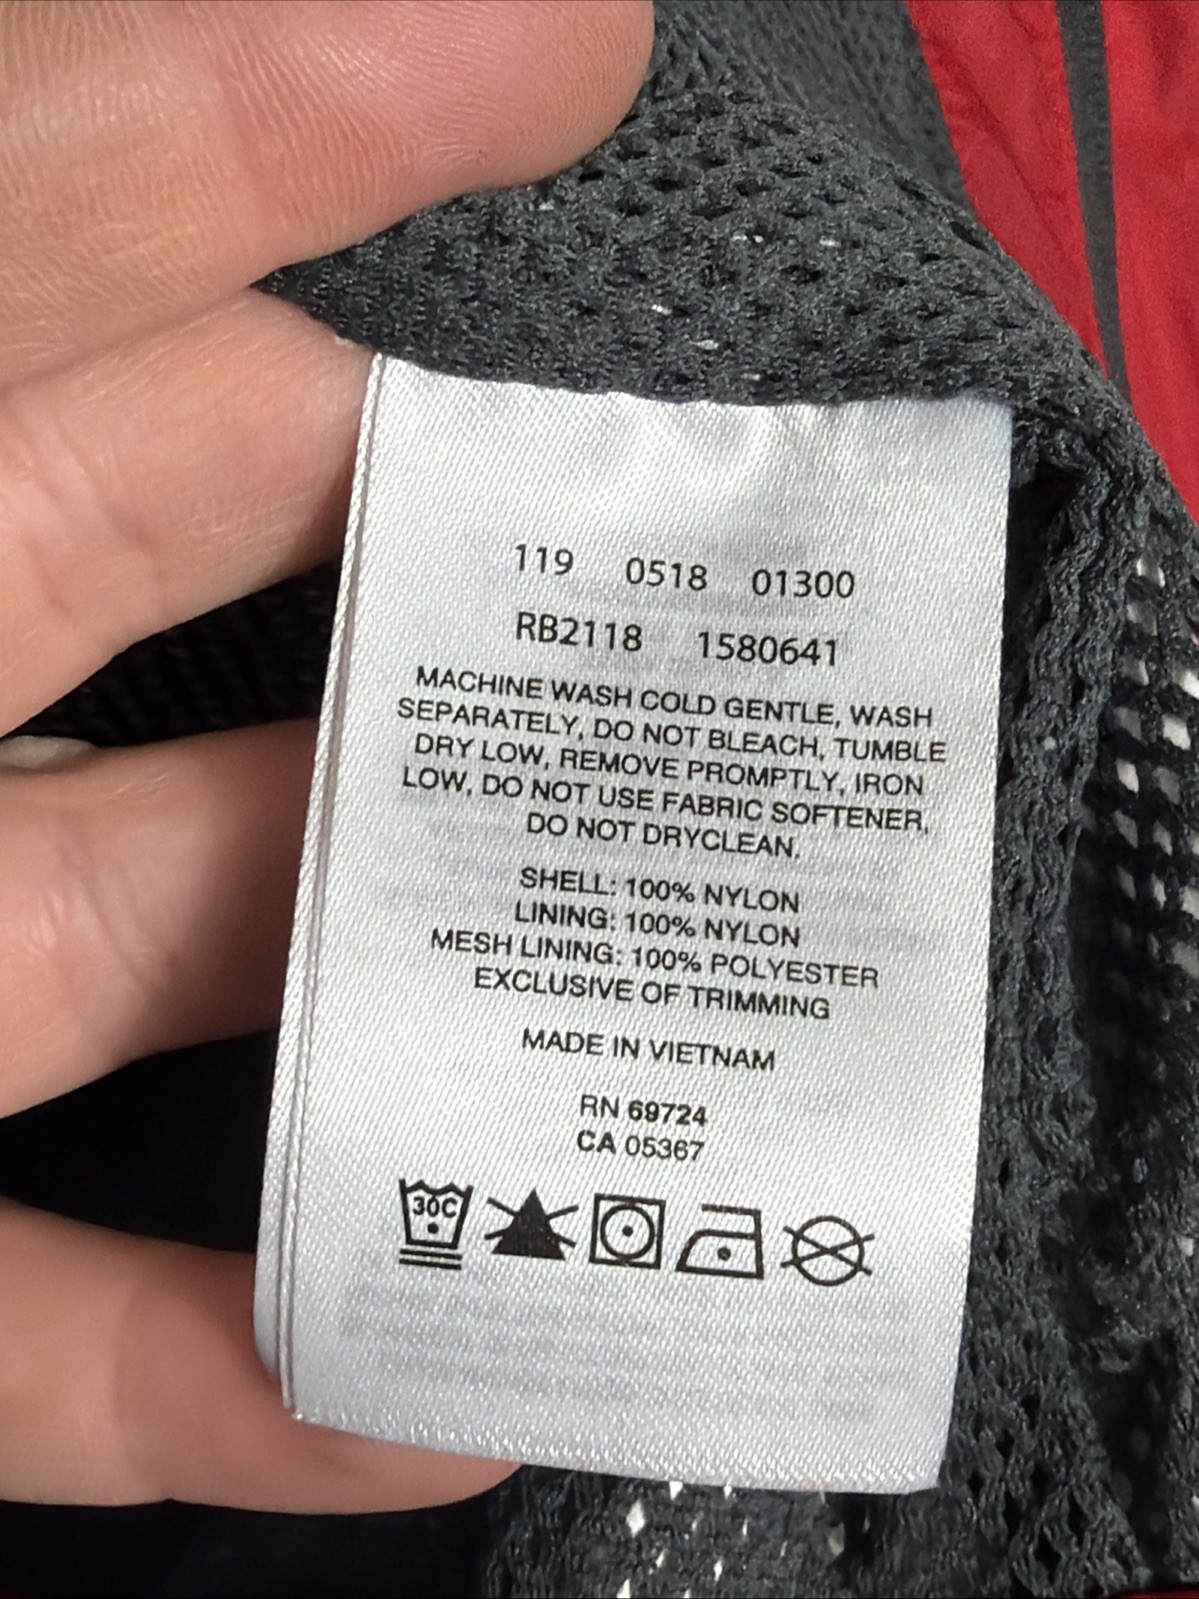 119 0518 01300
RB2118 1580641
MACHINE WASH COLD GENTLE, WASH
SEPARATELY, DO NOT BLEACH, TUMBLE
DRY LOW, REMOVE PROMPTLY, IRON
LOW, DO NOT USE FABRIC SOFTENER,
DO NOT DRYCLEAN.
SHELL: 100% NYLON
LINING: 100% NYLON
MESH LINING: 100% POLYESTER
EXCLUSIVE OF TRIMMING
MADE IN VIETNAM
RN 69724
CA 05367
30C